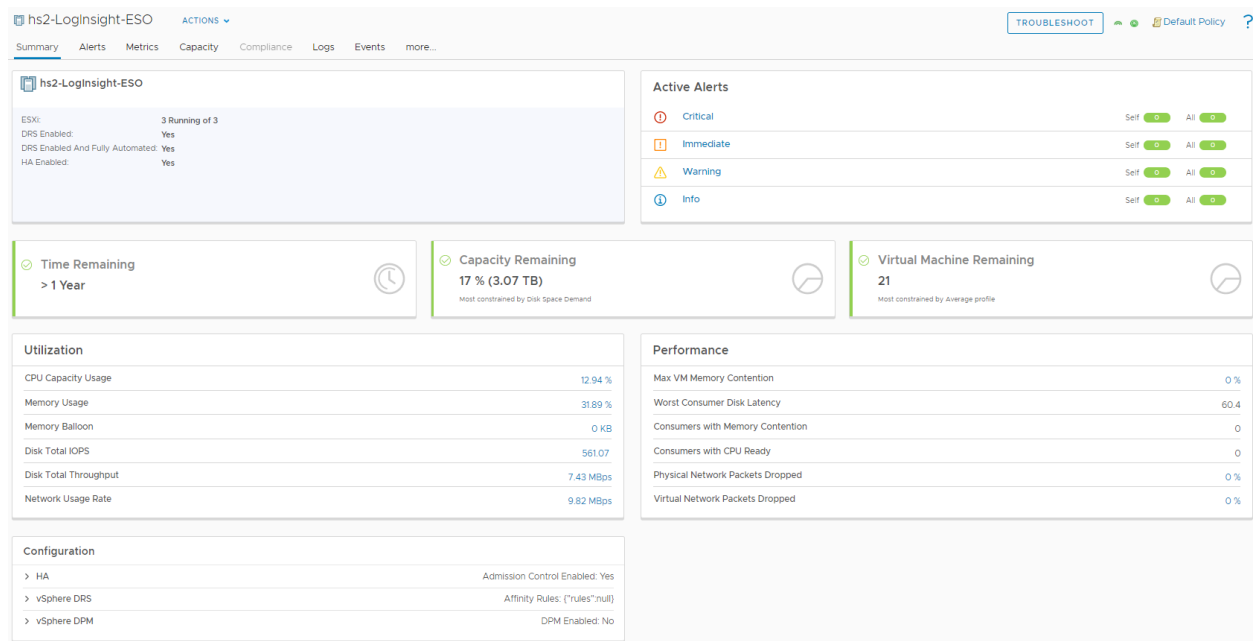 hs2-LogInsight-ESO ACTIONS TROUBLESHOOT Default Policy ?
Summary Alerts Metrics Capacity Compliance Logs Events more...
hs2-LogInsight-ESO
ESXi: 3 Running of 3
DRS Enabled: Yes
DRS Enabled And Fully Automated: Yes
HA Enabled: Yes
Active Alerts
Critical Self 0 All 0
Immediate Self 0 All 0
Warning Self 0 All 0
Info Self 0 All 0
Time Remaining
> 1 Year
Capacity Remaining
17 % (3.07 TB)
Most constrained by Disk Space Demand
Virtual Machine Remaining
21
Most constrained by Average profile
Utilization
CPU Capacity Usage 12.94 %
Memory Usage 31.89 %
Memory Balloon 0 KB
Disk Total IOPS 561.07
Disk Total Throughput 7.43 MBps
Network Usage Rate 9.82 MBps
Performance
Max VM Memory Contention 0 %
Worst Consumer Disk Latency 60.4
Consumers with Memory Contention 0
Consumers with CPU Ready 0
Physical Network Packets Dropped 0 %
Virtual Network Packets Dropped 0 %
Configuration
> HA Admission Control Enabled: Yes
> vSphere DRS Affinity Rules: {"rules":null}
> vSphere DPM DPM Enabled: No